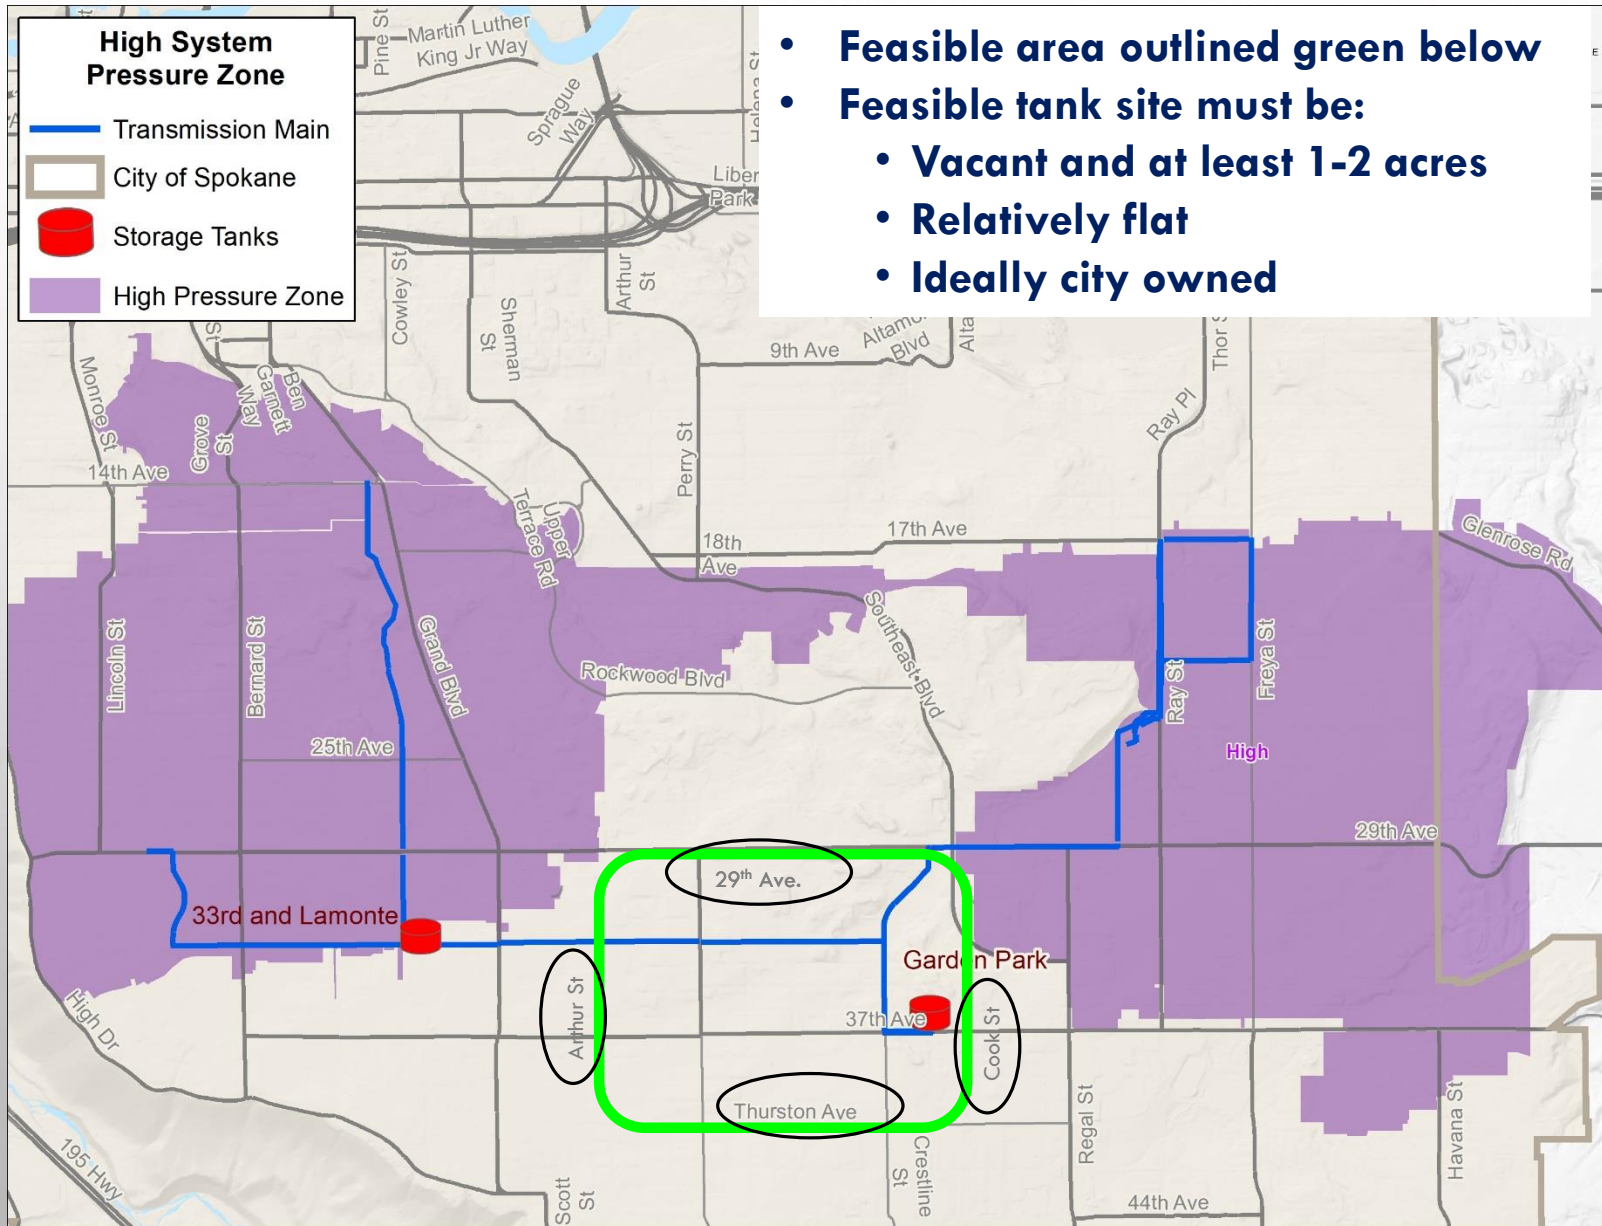 High System
Pressure Zone
Transmission Main
City of Spokane
Storage Tanks
High Pressure Zone
• Feasible area outlined green below
• Feasible tank site must be:
• Vacant and at least 1-2 acres
• Relatively flat
• Ideally city owned
Pine St
Martin Luther
King Jr Way
Sprague
Way
Helena St
Liber
Park
E
Cowley St
Sherman
St
Arthur
St
9th Ave
Altamo
Blvd
Alta
Thor S
Ray Pl
Monroe St
Grove
St
St
Garnett
Way
Ben
14th Ave
Perry St
Upper
Terrace Rd
18th
Ave
17th Ave
Glenrose Rd
Lincoln St
Bernard St
Grand Blvd
Southeast Blvd
Rockwood Blvd
Ray St
Freya St
High
25th Ave
29th Ave
29th Ave.
33rd and Lamonte
Garden Park
37th Ave
Arthur St
Cook St
High Dr
Thurston Ave
Regal St
Havana St
Crestline
St
195 Hwy
Scott
St
44th Ave